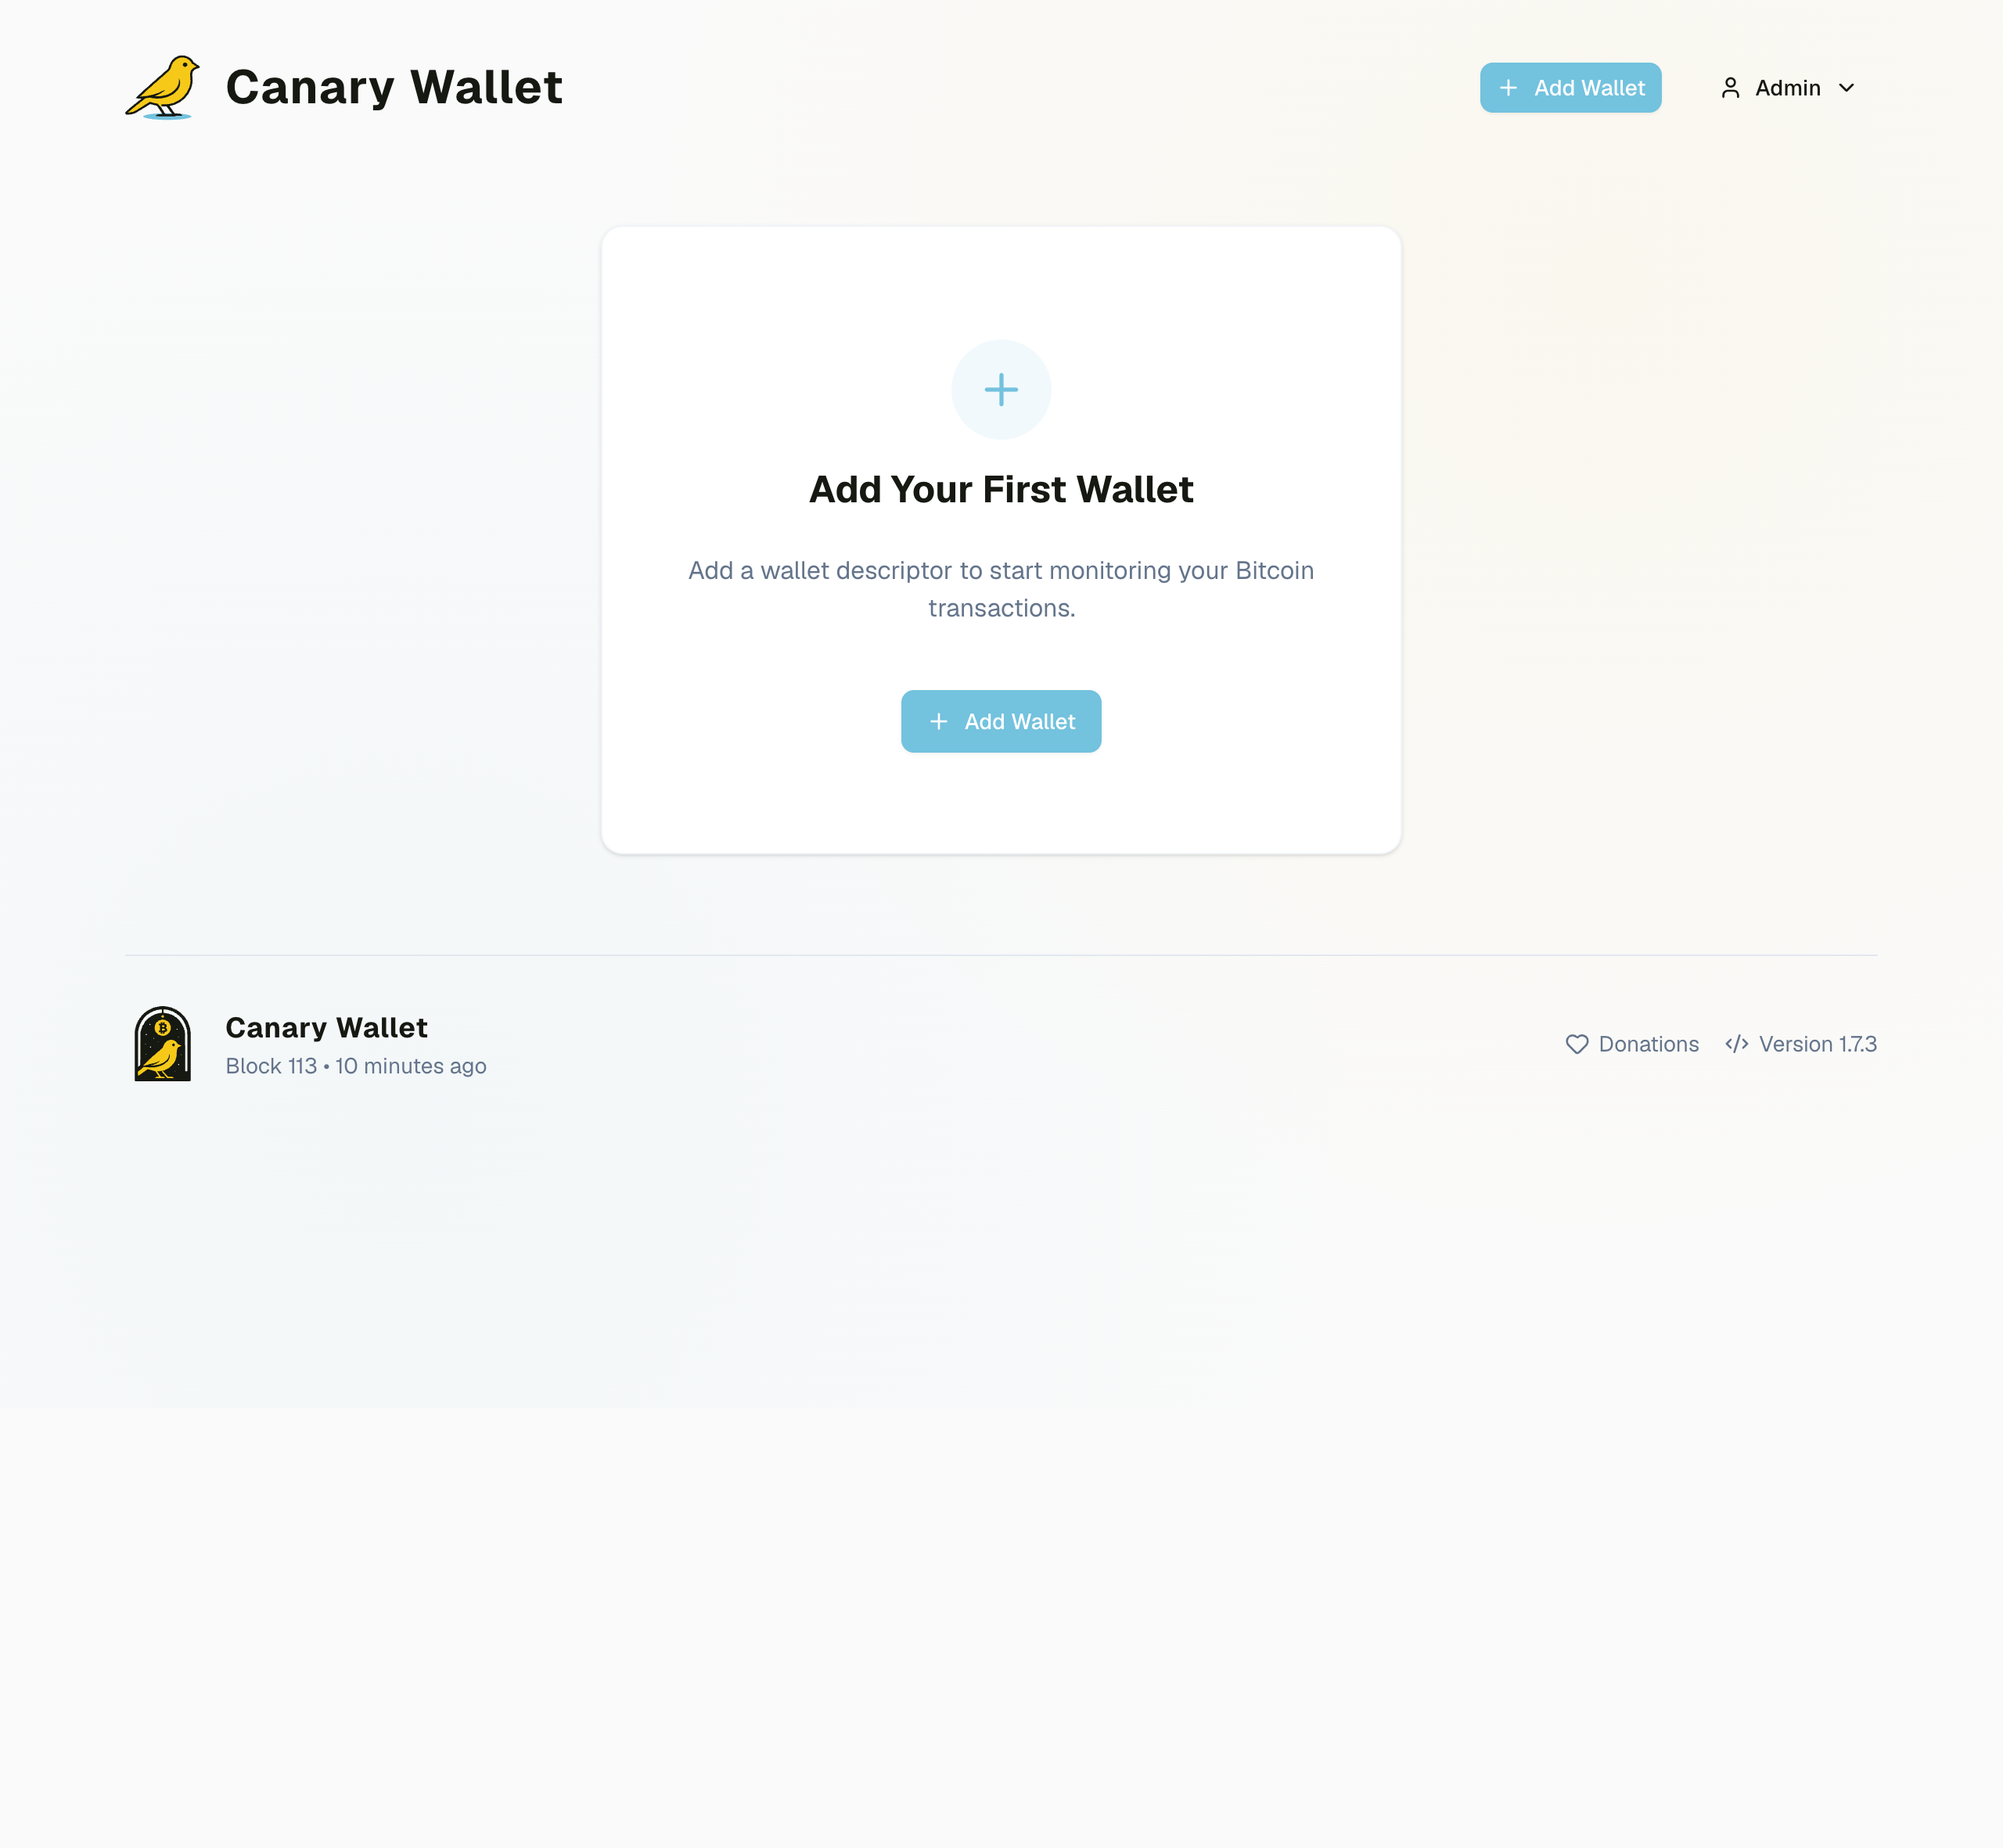 Canary Wallet
Add Wallet
Admin
Add Your First Wallet
Add a wallet descriptor to start monitoring your Bitcoin
transactions.
Add Wallet
Canary Wallet
Block 113 • 10 minutes ago
Donations
Version 1.7.3